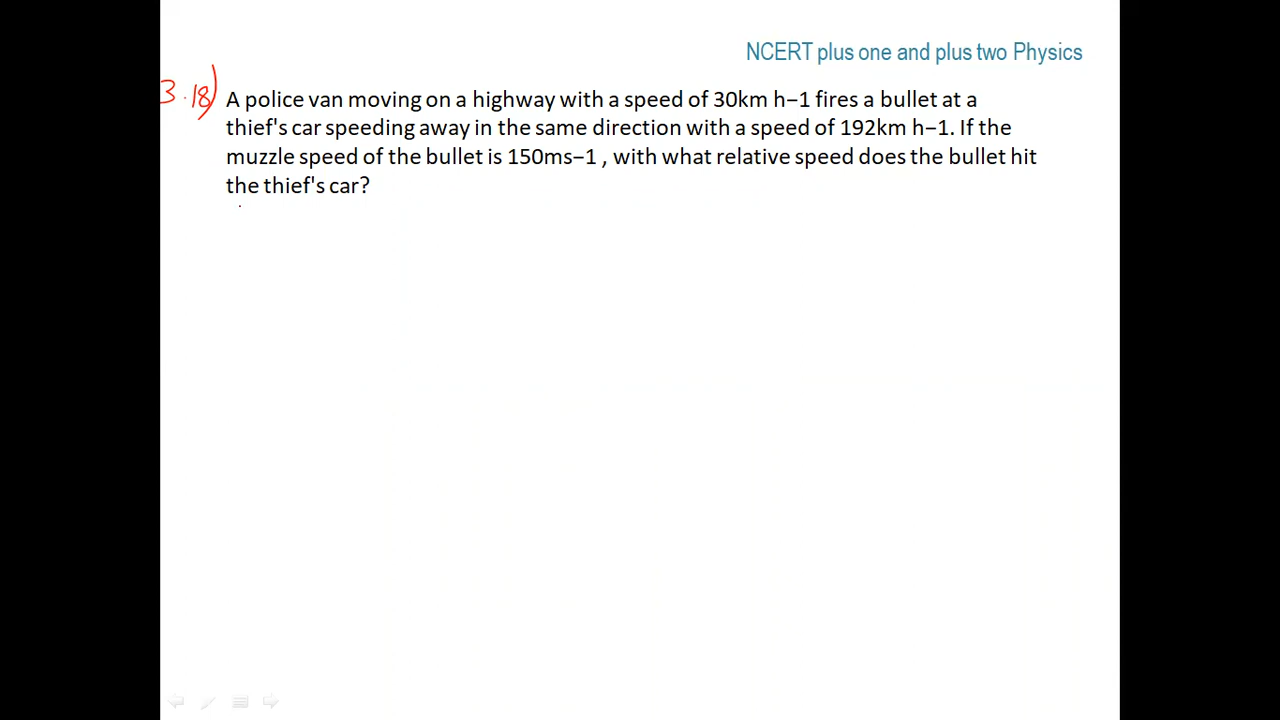 NCERT plus one and plus two Physics
3.18)
A police van moving on a highway with a speed of 30km h−1 fires a bullet at a
thief's car speeding away in the same direction with a speed of 192km h−1. If the
muzzle speed of the bullet is 150ms−1 , with what relative speed does the bullet hit
the thief's car?